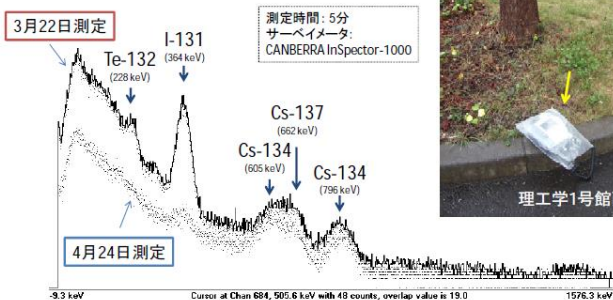 3月22日測定
Te-132
(228 keV)
I-131
(364 keV)
測定時間: 5分
サーベイメータ:
CANBERRA InSpector-1000
Cs-137
(662 keV)
Cs-134
(605 keV)
Cs-134
(796 keV)
4月24日測定
理工学1号館
-9.3 keV
Cursor at Chan 684, 505.6 keV with 48 counts, overlap value is 19.0
1576.3 keV